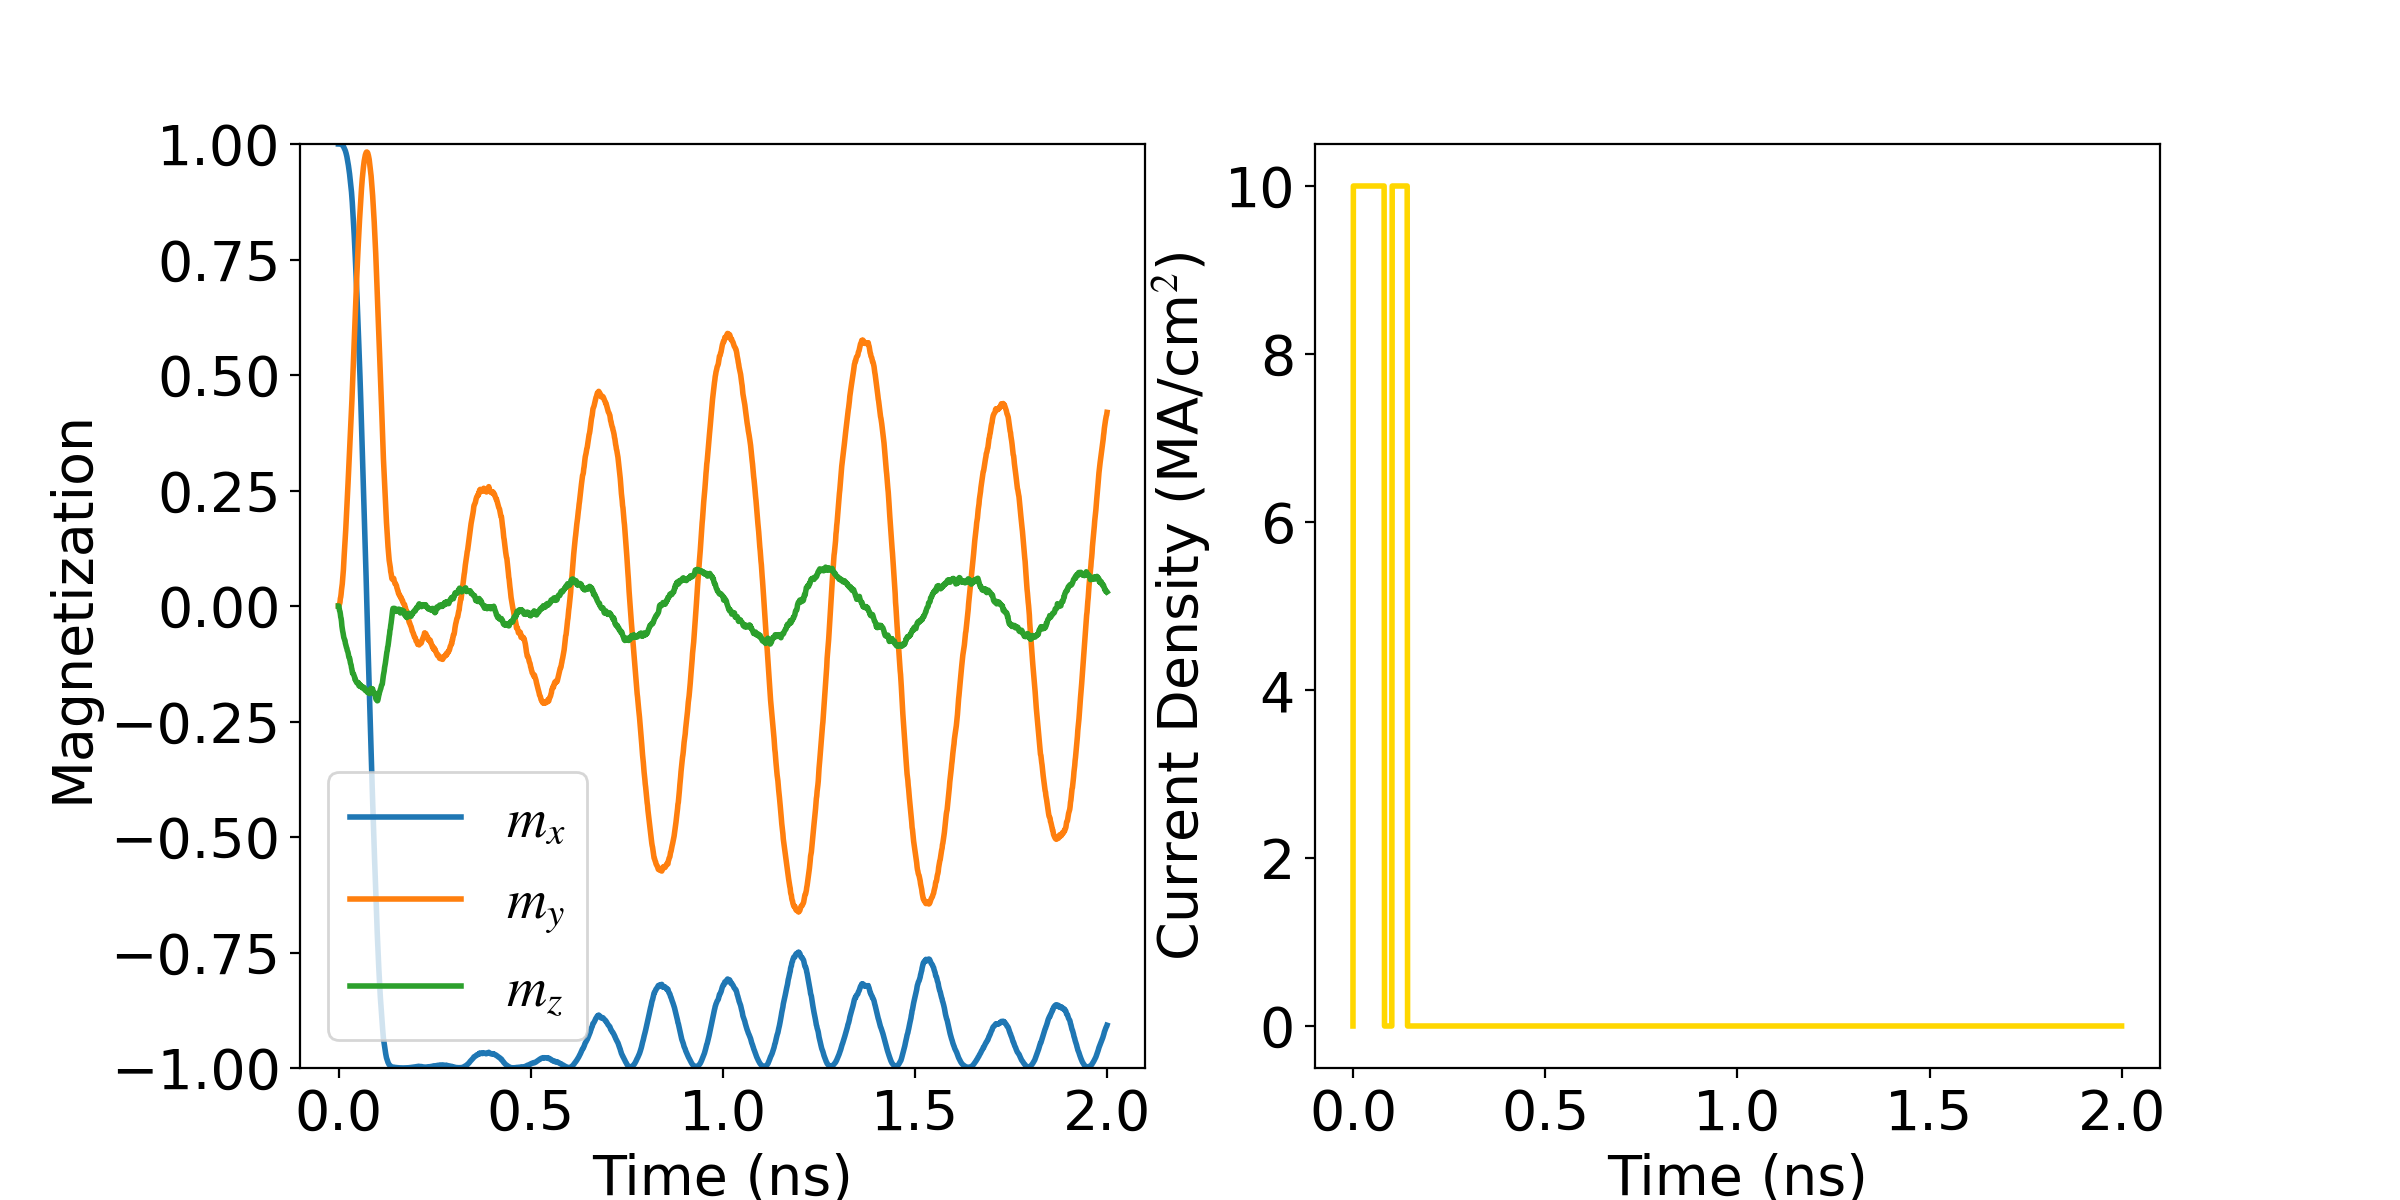 Magnetization
1.00
0.75
0.50
0.25
0.00
−0.25
−0.50
−0.75
−1.00
0.0 0.5 1.0 1.5 2.0
Time (ns)
m_x
m_y
m_z
Current Density (MA/cm²)
10
8
6
4
2
0
0.0 0.5 1.0 1.5 2.0
Time (ns)